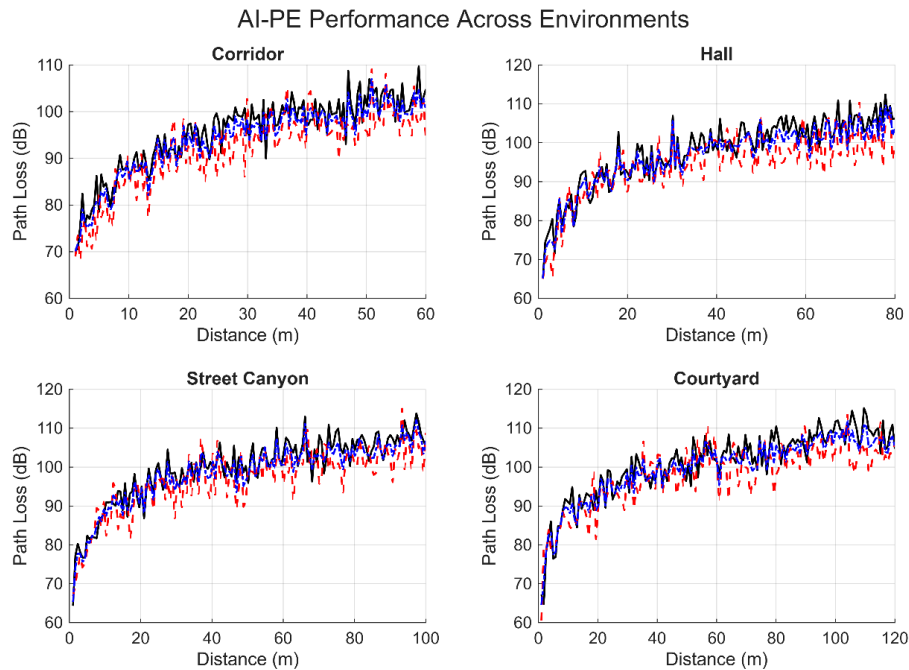 AI-PE Performance Across Environments
Corridor
110
100
90
80
70
60
0 10 20 30 40 50 60
Path Loss (dB)
Distance (m)
Hall
120
110
100
90
80
70
60
0 20 40 60 80
Path Loss (dB)
Distance (m)
Street Canyon
120
110
100
90
80
70
60
0 20 40 60 80 100
Path Loss (dB)
Distance (m)
Courtyard
120
110
100
90
80
70
60
0 20 40 60 80 100 120
Path Loss (dB)
Distance (m)